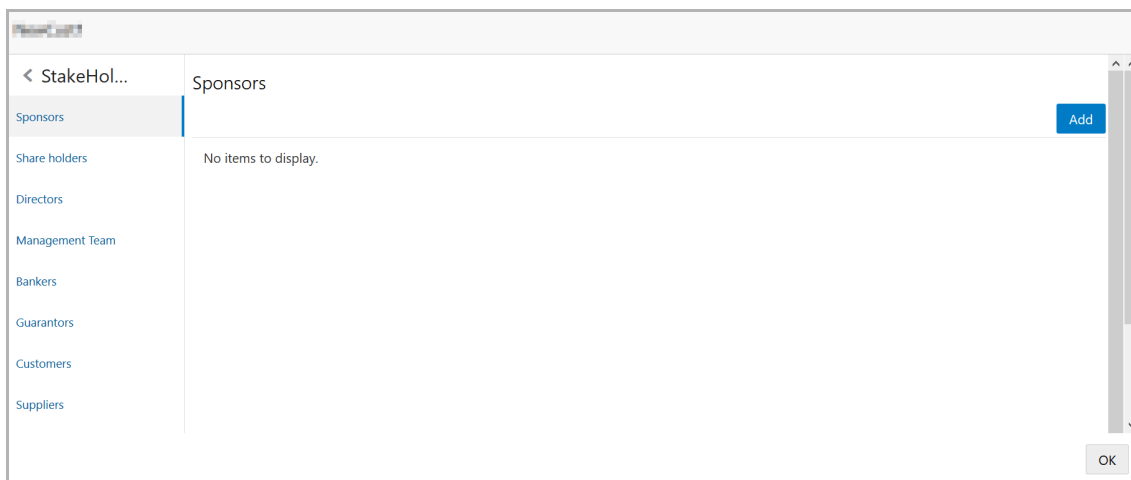 StakeHol...
Sponsors
Share holders
Directors
Management Team
Bankers
Guarantors
Customers
Suppliers
Sponsors
Add
No items to display.
OK